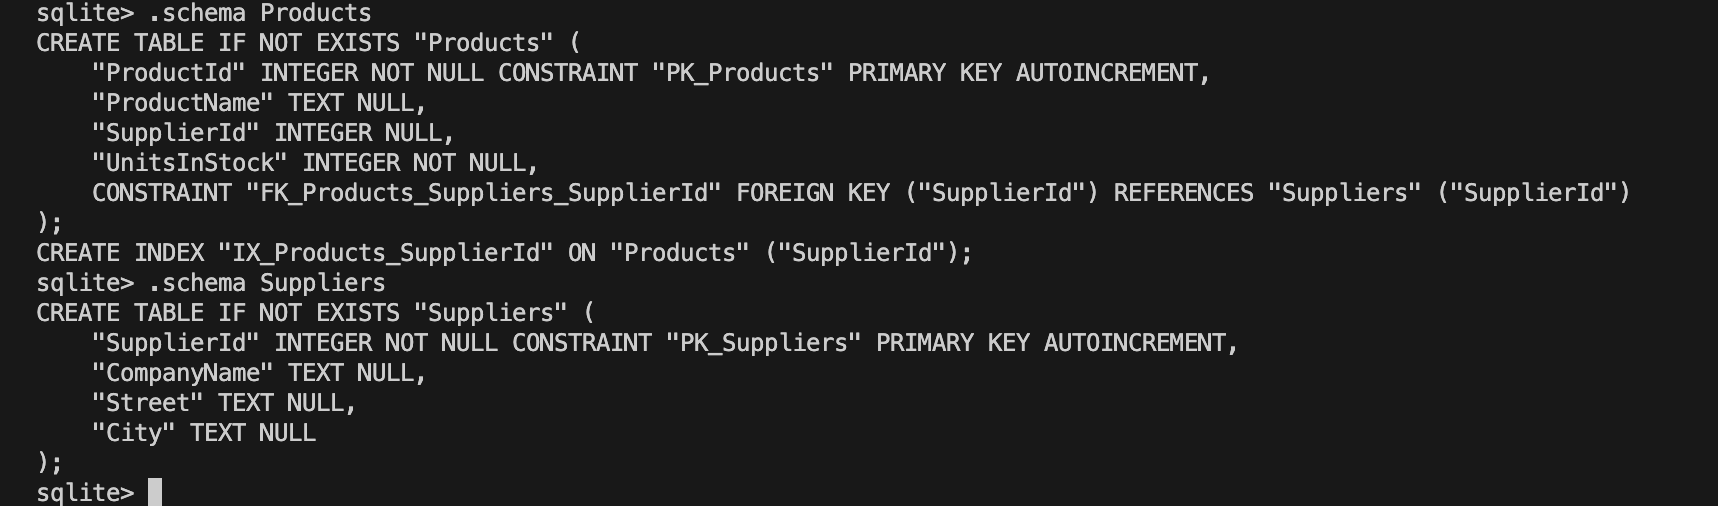 sqlite> .schema Products
CREATE TABLE IF NOT EXISTS "Products" (
    "ProductId" INTEGER NOT NULL CONSTRAINT "PK_Products" PRIMARY KEY AUTOINCREMENT,
    "ProductName" TEXT NULL,
    "SupplierId" INTEGER NULL,
    "UnitsInStock" INTEGER NOT NULL,
    CONSTRAINT "FK_Products_Suppliers_SupplierId" FOREIGN KEY ("SupplierId") REFERENCES "Suppliers" ("SupplierId")
);
CREATE INDEX "IX_Products_SupplierId" ON "Products" ("SupplierId");
sqlite> .schema Suppliers
CREATE TABLE IF NOT EXISTS "Suppliers" (
    "SupplierId" INTEGER NOT NULL CONSTRAINT "PK_Suppliers" PRIMARY KEY AUTOINCREMENT,
    "CompanyName" TEXT NULL,
    "Street" TEXT NULL,
    "City" TEXT NULL
);
sqlite>